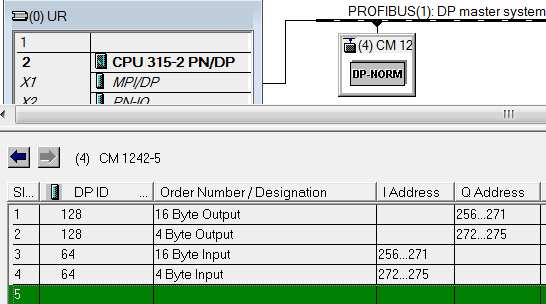 (0) UR
PROFIBUS(1): DP master system
1
2 CPU 315-2 PN/DP
X1 MPI/DP
X2 PN-IO
(4) CM 12
DP-NORM
(4) CM 1242-5
Sl... DP ID ... Order Number / Designation I Address Q Address
1 128 16 Byte Output 256...271
2 128 4 Byte Output 272...275
3 64 16 Byte Input 256...271
4 64 4 Byte Input 272...275
5